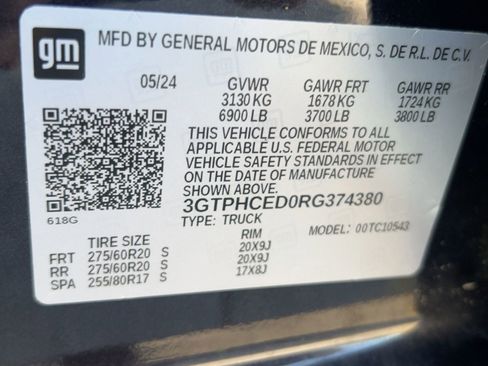 gm
MFD BY GENERAL MOTORS DE MEXICO, S. DE R.L. DE C.V.
05/24 GVWR GAWR FRT GAWR RR
3130 KG 1678 KG 1724 KG
6900 LB 3700 LB 3800 LB
THIS VEHICLE CONFORMS TO ALL
APPLICABLE U.S. FEDERAL MOTOR
VEHICLE SAFETY STANDARDS IN EFFECT
ON THE DATE OF MANUFACTURE
SHOWN ABOVE.
3GTPHCED0RG374380
618G TYPE: TRUCK MODEL: 00TC10543
TIRE SIZE RIM
FRT 275/60R20 S 20X9J
RR 275/60R20 S 20X9J
SPA 255/80R17 S 17X8J